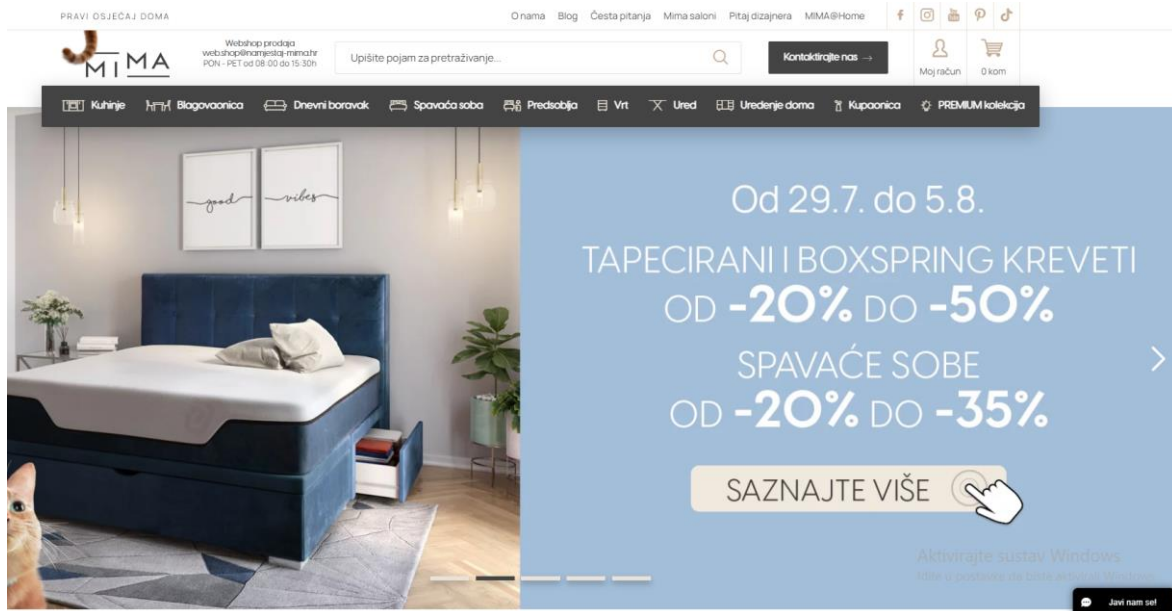 PRAVI OSJEĆAJ DOMA
O nama Blog Česta pitanja Mima saloni Pitaj dizajnera MIMA@Home
MIMA
Webshop prodaja
web.shop@namjestaj-mima.hr
PON - PET od 08:00 do 15:30h
Upišite pojam za pretraživanje...
Kontaktirajte nas →
Moj račun
0 kom
Kuhinje Blagovaonica Dnevni boravak Spavaća soba Predsoblja Vrt Ured Uređenje doma Kupaonica PREMIUM kolekcija
good
vibes
Od 29.7. do 5.8.
TAPECIRANI I BOXSPRING KREVETI
OD -20% DO -50%
SPAVAĆE SOBE
OD -20% DO -35%
SAZNAJTE VIŠE
Aktivirajte sustav Windows
Javi nam se!